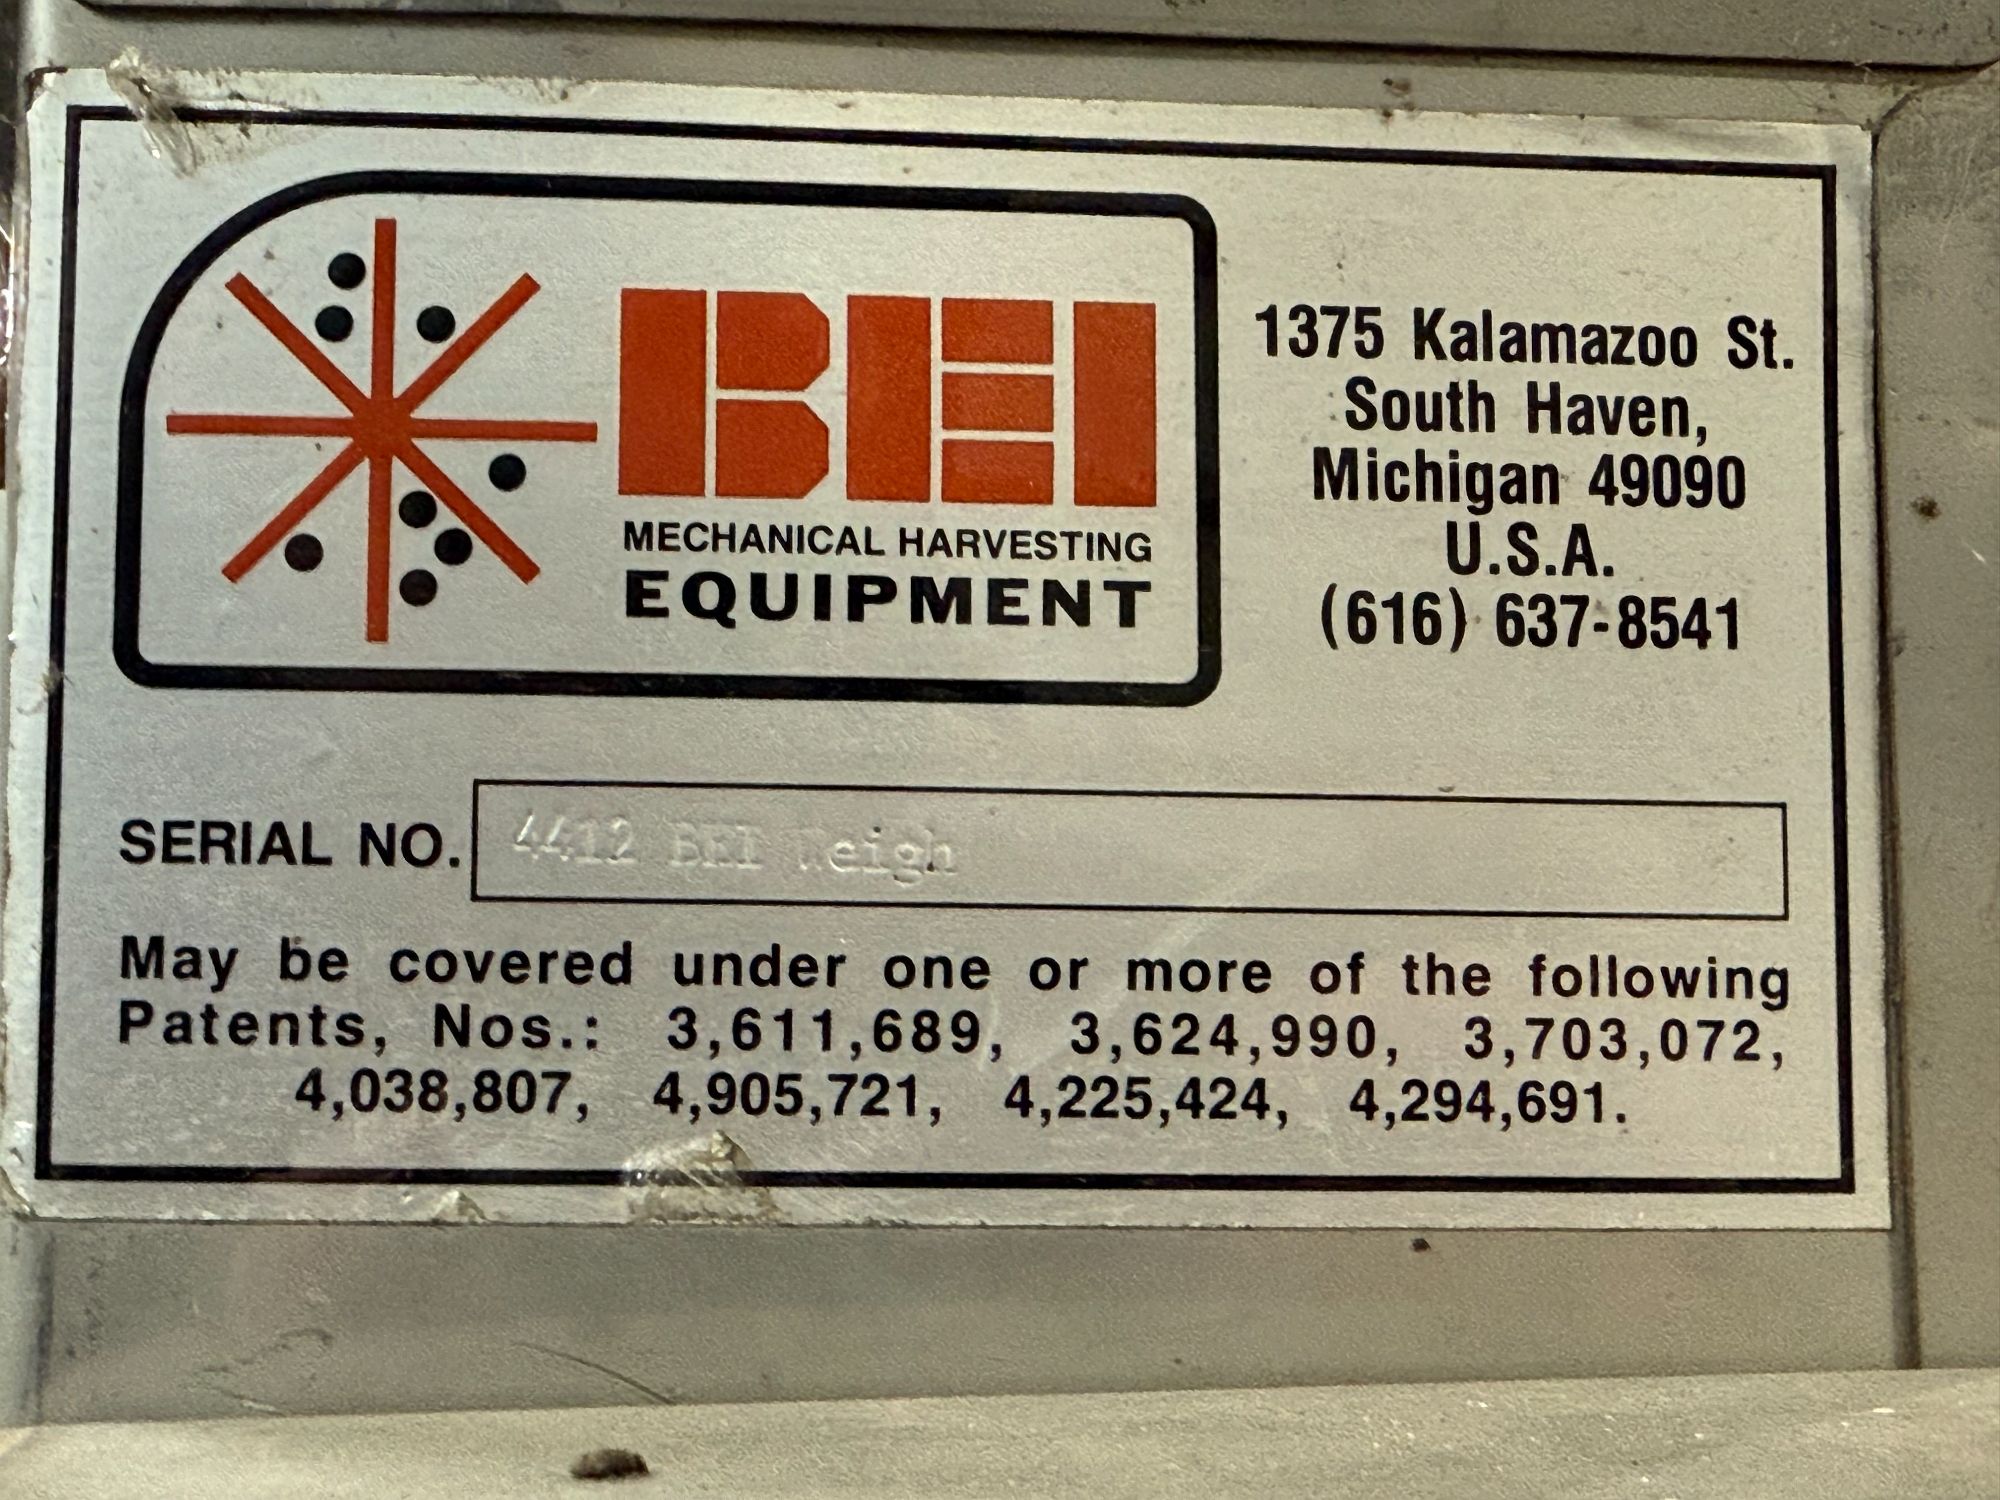 BEI
MECHANICAL HARVESTING
EQUIPMENT
1375 Kalamazoo St.
South Haven,
Michigan 49090
U.S.A.
(616) 637-8541
SERIAL NO. 4412 BEI Weigh
May be covered under one or more of the following
Patents, Nos.: 3,611,689, 3,624,990, 3,703,072,
4,038,807, 4,905,721, 4,225,424, 4,294,691.